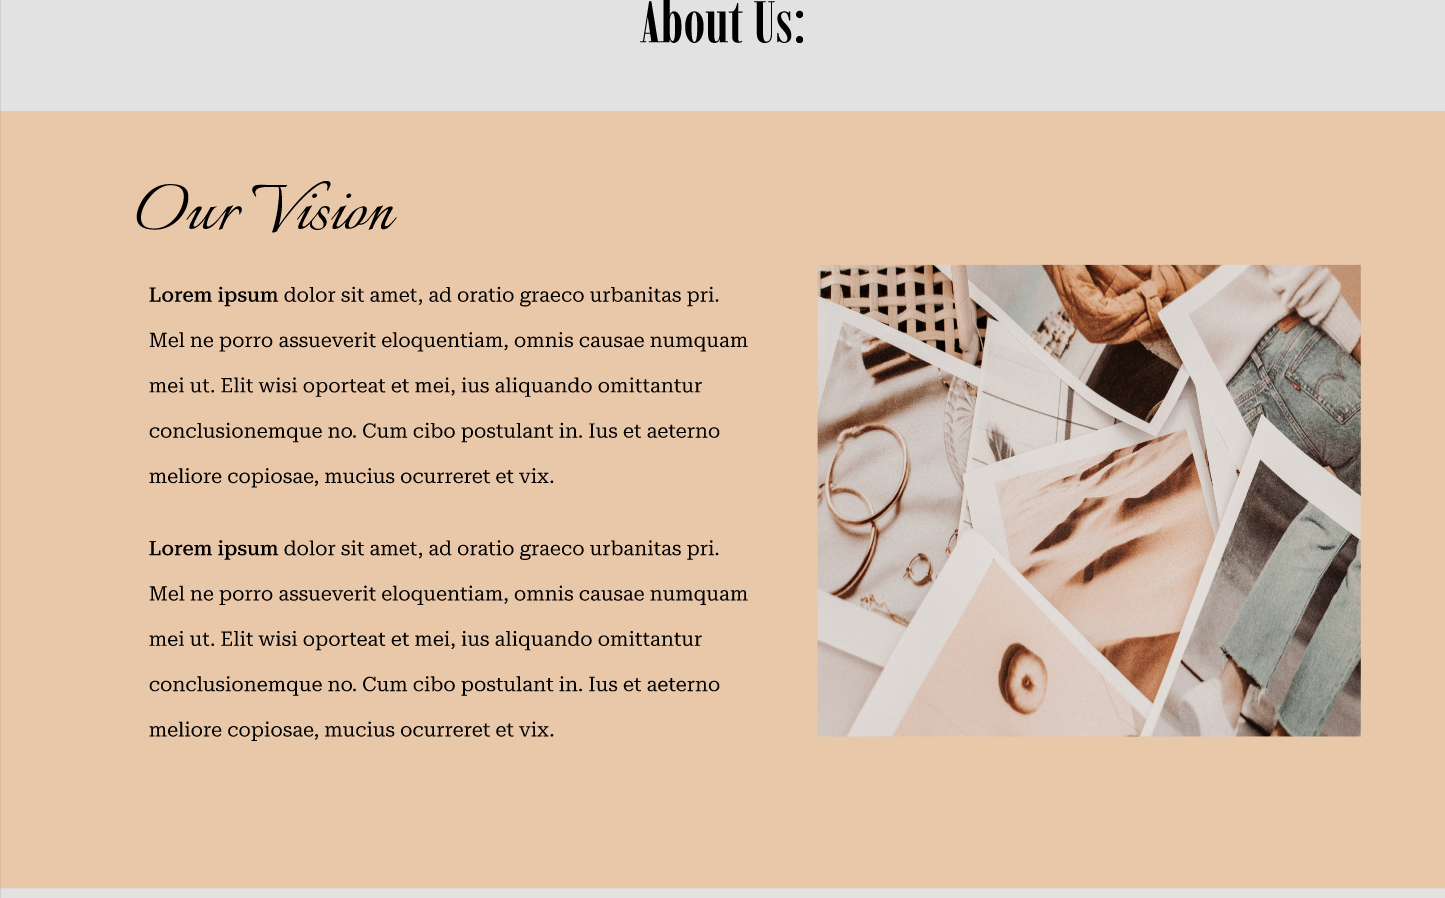 About Us:
Our Vision
Lorem ipsum dolor sit amet, ad oratio graeco urbanitas pri.
Mel ne porro assueverit eloquentiam, omnis causae numquam
mei ut. Elit wisi oporteat et mei, ius aliquando omittantur
conclusionemque no. Cum cibo postulant in. Ius et aeterno
meliore copiosae, mucius ocurreret et vix.
Lorem ipsum dolor sit amet, ad oratio graeco urbanitas pri.
Mel ne porro assueverit eloquentiam, omnis causae numquam
mei ut. Elit wisi oporteat et mei, ius aliquando omittantur
conclusionemque no. Cum cibo postulant in. Ius et aeterno
meliore copiosae, mucius ocurreret et vix.